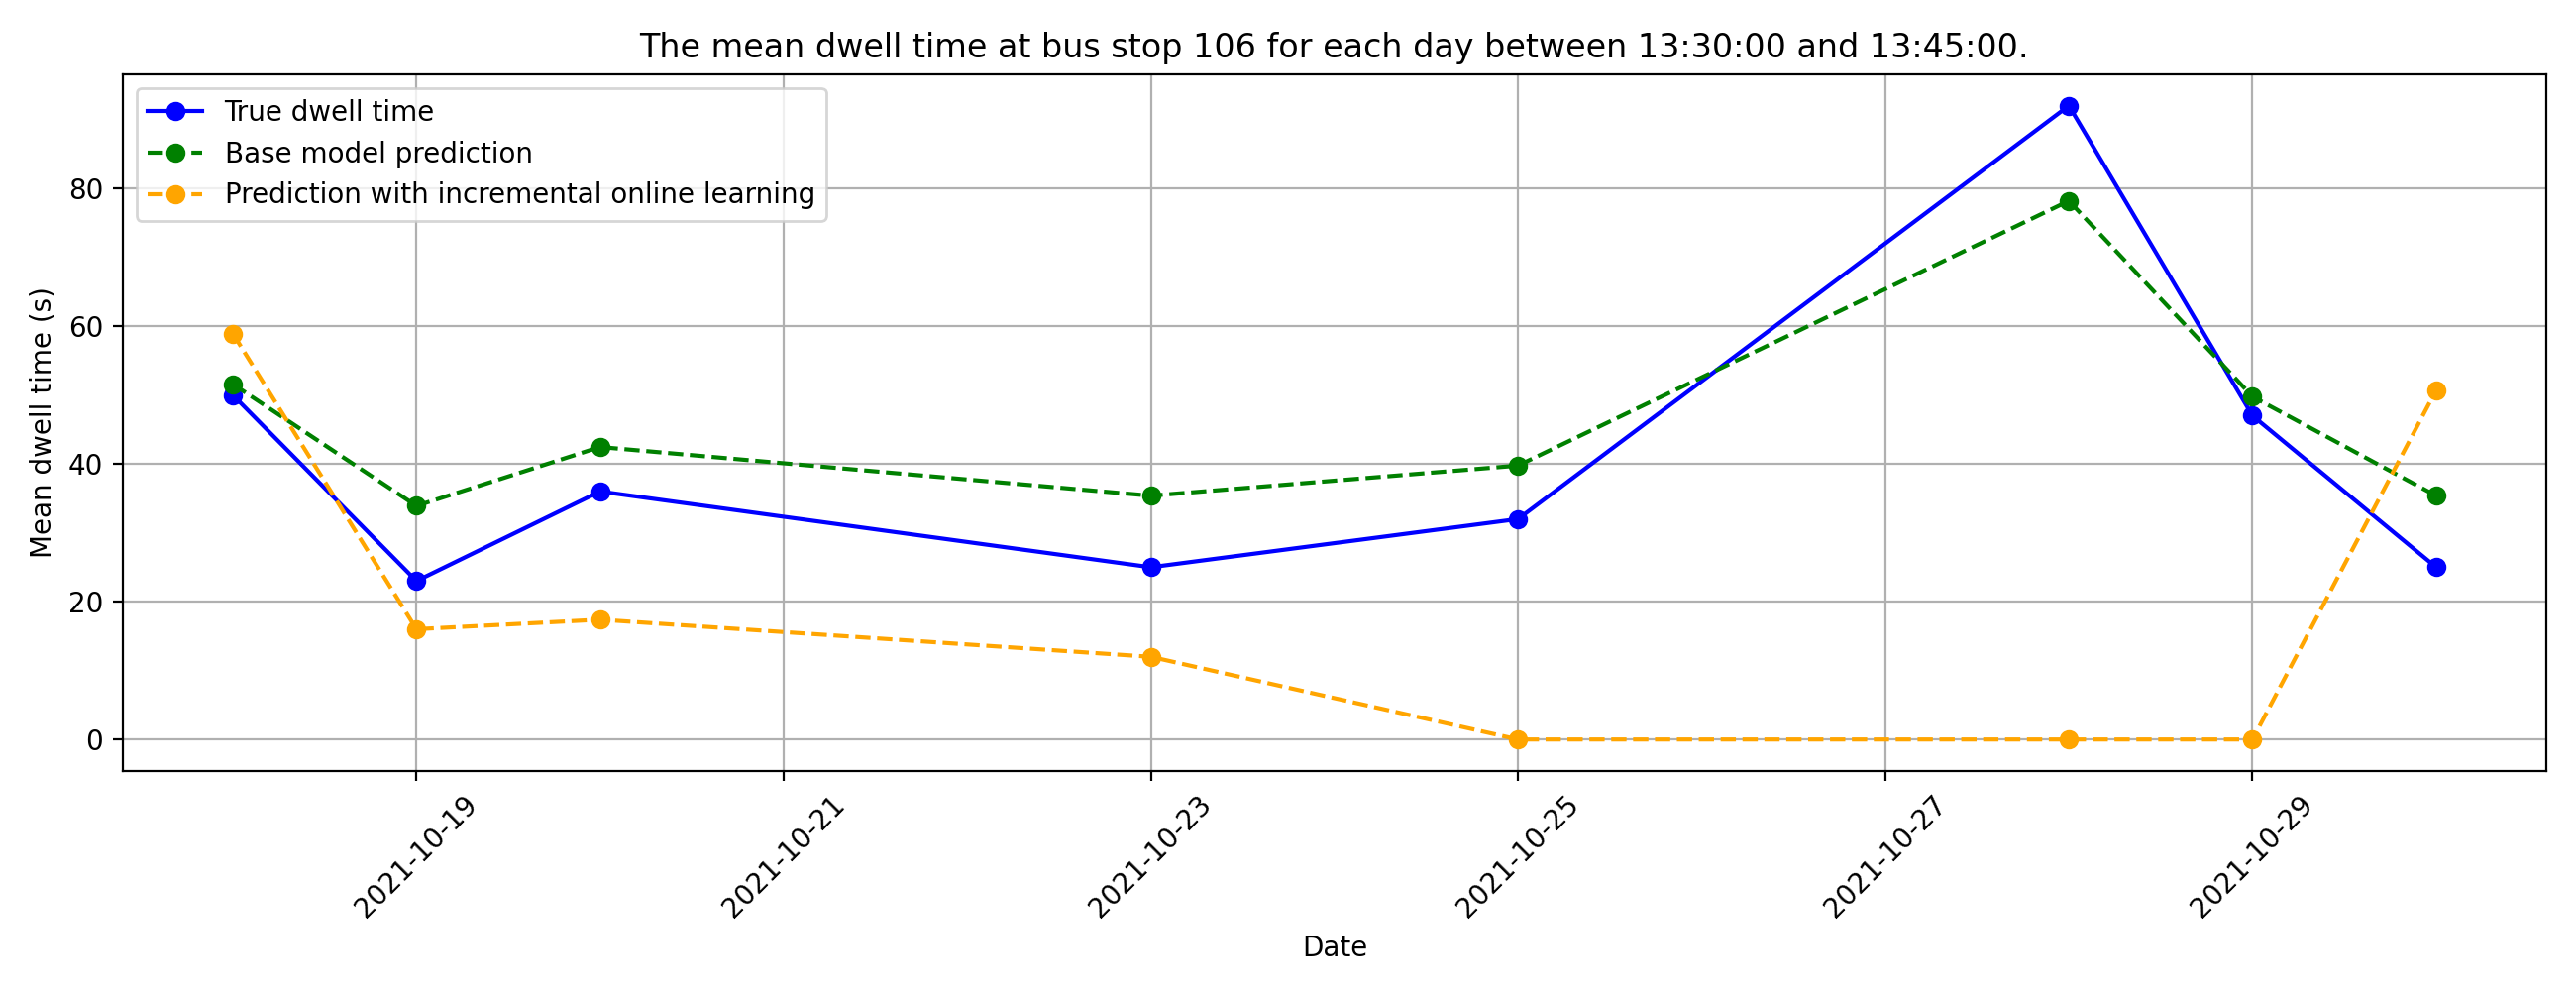 The mean dwell time at bus stop 106 for each day between 13:30:00 and 13:45:00.
True dwell time
Base model prediction
Prediction with incremental online learning
Mean dwell time (s)
80
60
40
20
0
2021-10-19
2021-10-21
2021-10-23
2021-10-25
2021-10-27
2021-10-29
Date